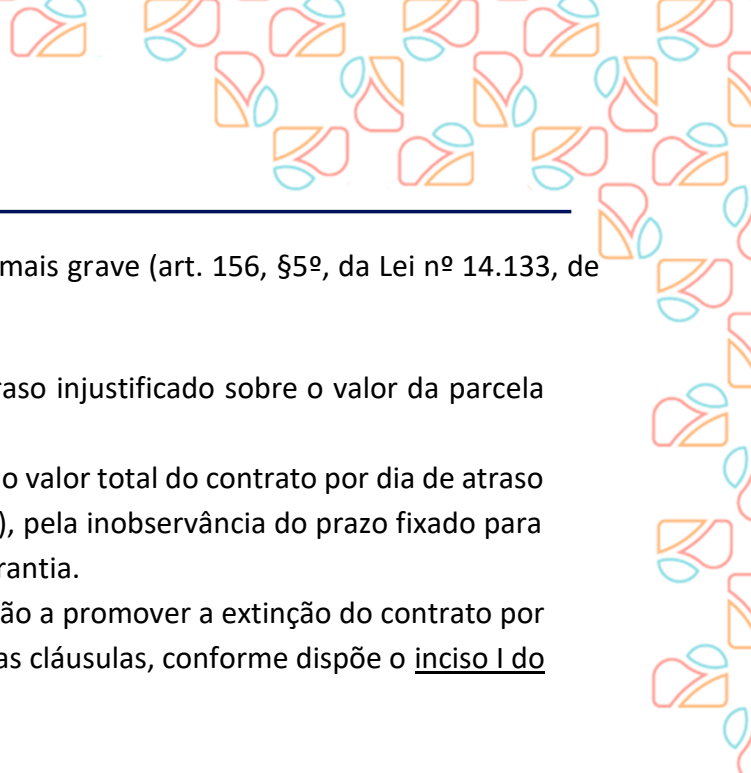 mais grave (art. 156, §5º, da Lei nº 14.133, de
aso injustificado sobre o valor da parcela
o valor total do contrato por dia de atraso
), pela inobservância do prazo fixado para
rantia.
ão a promover a extinção do contrato por
as cláusulas, conforme dispõe o inciso I do